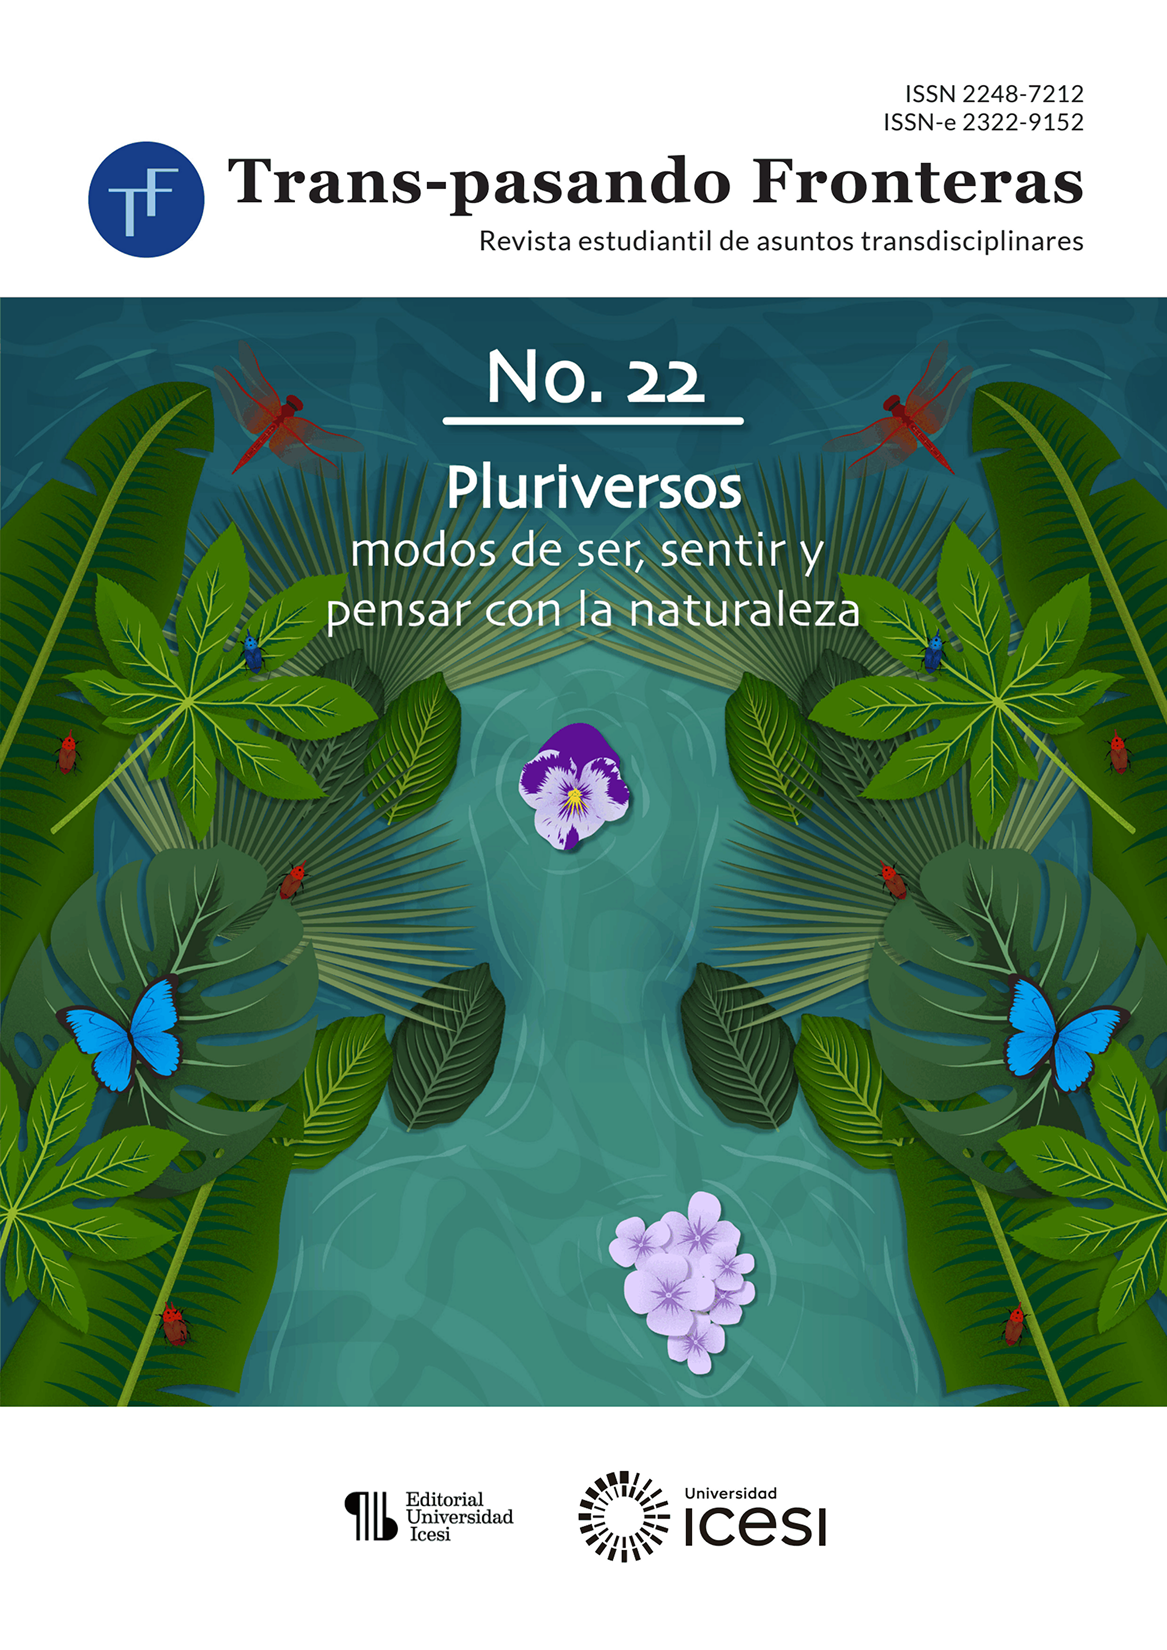 ISSN 2248-7212
ISSN-e 2322-9152
TF
Trans-pasando Fronteras
Revista estudiantil de asuntos transdisciplinares
No. 22
Pluriversos
modos de ser, sentir y
pensar con la naturaleza
Editorial
Universidad
Icesi
Universidad
icesi